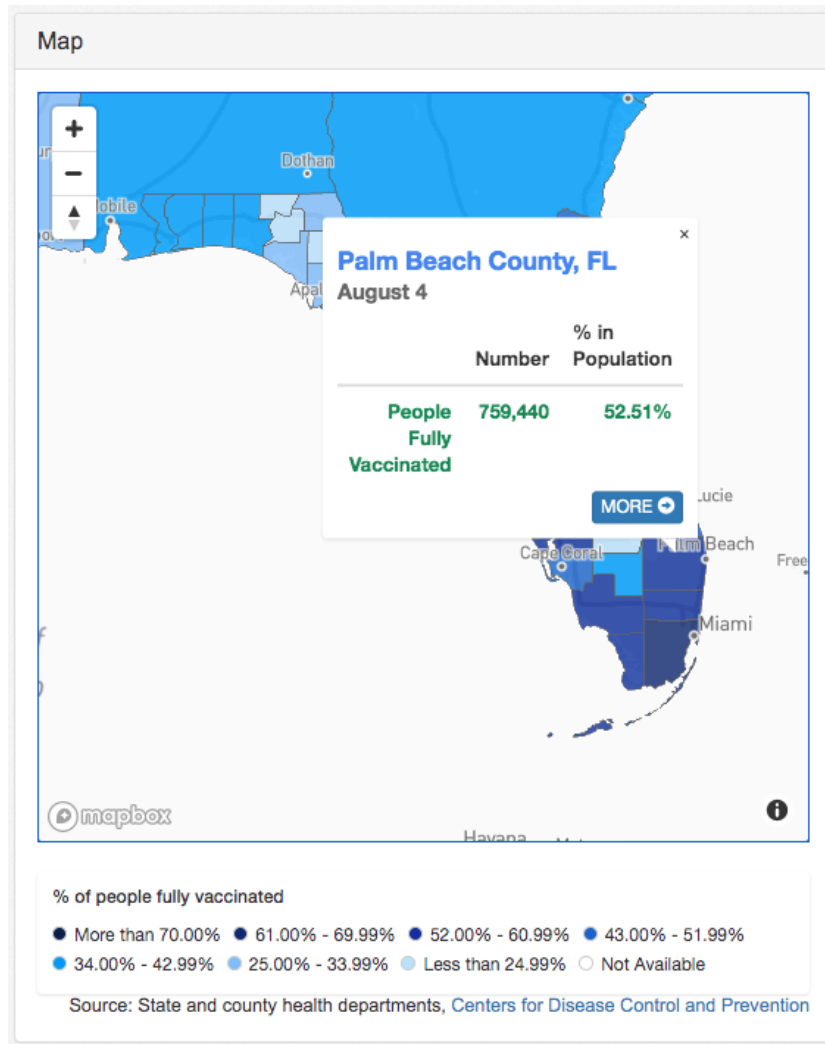 Map
Dothan
obile
Apal
×
Palm Beach County, FL
August 4
% in
Number Population
People 759,440 52.51%
Fully
Vaccinated
MORE
Lucie
Cape Coral
Palm Beach
Free
Miami
mapbox
Havana
% of people fully vaccinated
More than 70.00% 61.00% - 69.99% 52.00% - 60.99% 43.00% - 51.99%
34.00% - 42.99% 25.00% - 33.99% Less than 24.99% Not Available
Source: State and county health departments, Centers for Disease Control and Prevention